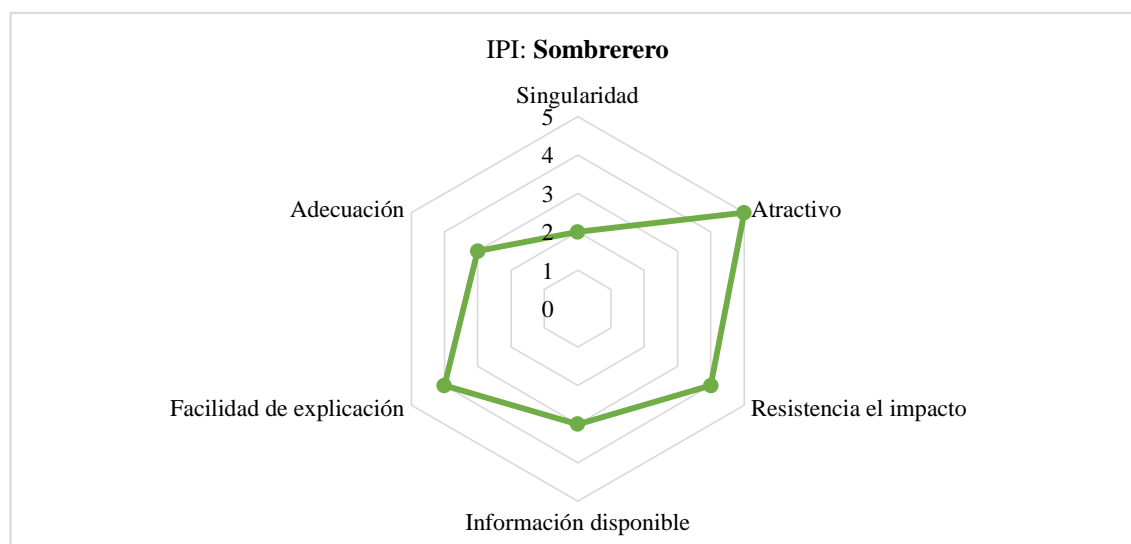 IPI: Sombrerero
Singularidad
5
4
3
2
1
0
Adecuación
Atractivo
Facilidad de explicación
Resistencia el impacto
Información disponible